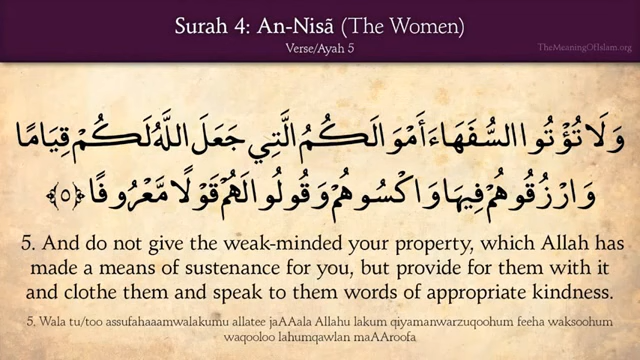 Surah 4: An-Nisã (The Women)
Verse/Ayah 5
TheMeaningOfIslam.org
وَلَا تُؤْتُوا السُّفَهَاءَ أَمْوَالَكُمُ الَّتِي جَعَلَ اللَّهُ لَكُمْ قِيَامًا
وَارْزُقُوهُمْ فِيهَا وَاكْسُوهُمْ وَقُولُوا لَهُمْ قَوْلًا مَّعْرُوفًا ﴿٥﴾
5. And do not give the weak-minded your property, which Allah has
made a means of sustenance for you, but provide for them with it
and clothe them and speak to them words of appropriate kindness.
5, Wala tu/too assufahaaamwalakumu allatee jaAAala Allahu lakum qiyamanwarzuqoohum feeha waksoohum
waqooloo lahumqawlan maAAroofa